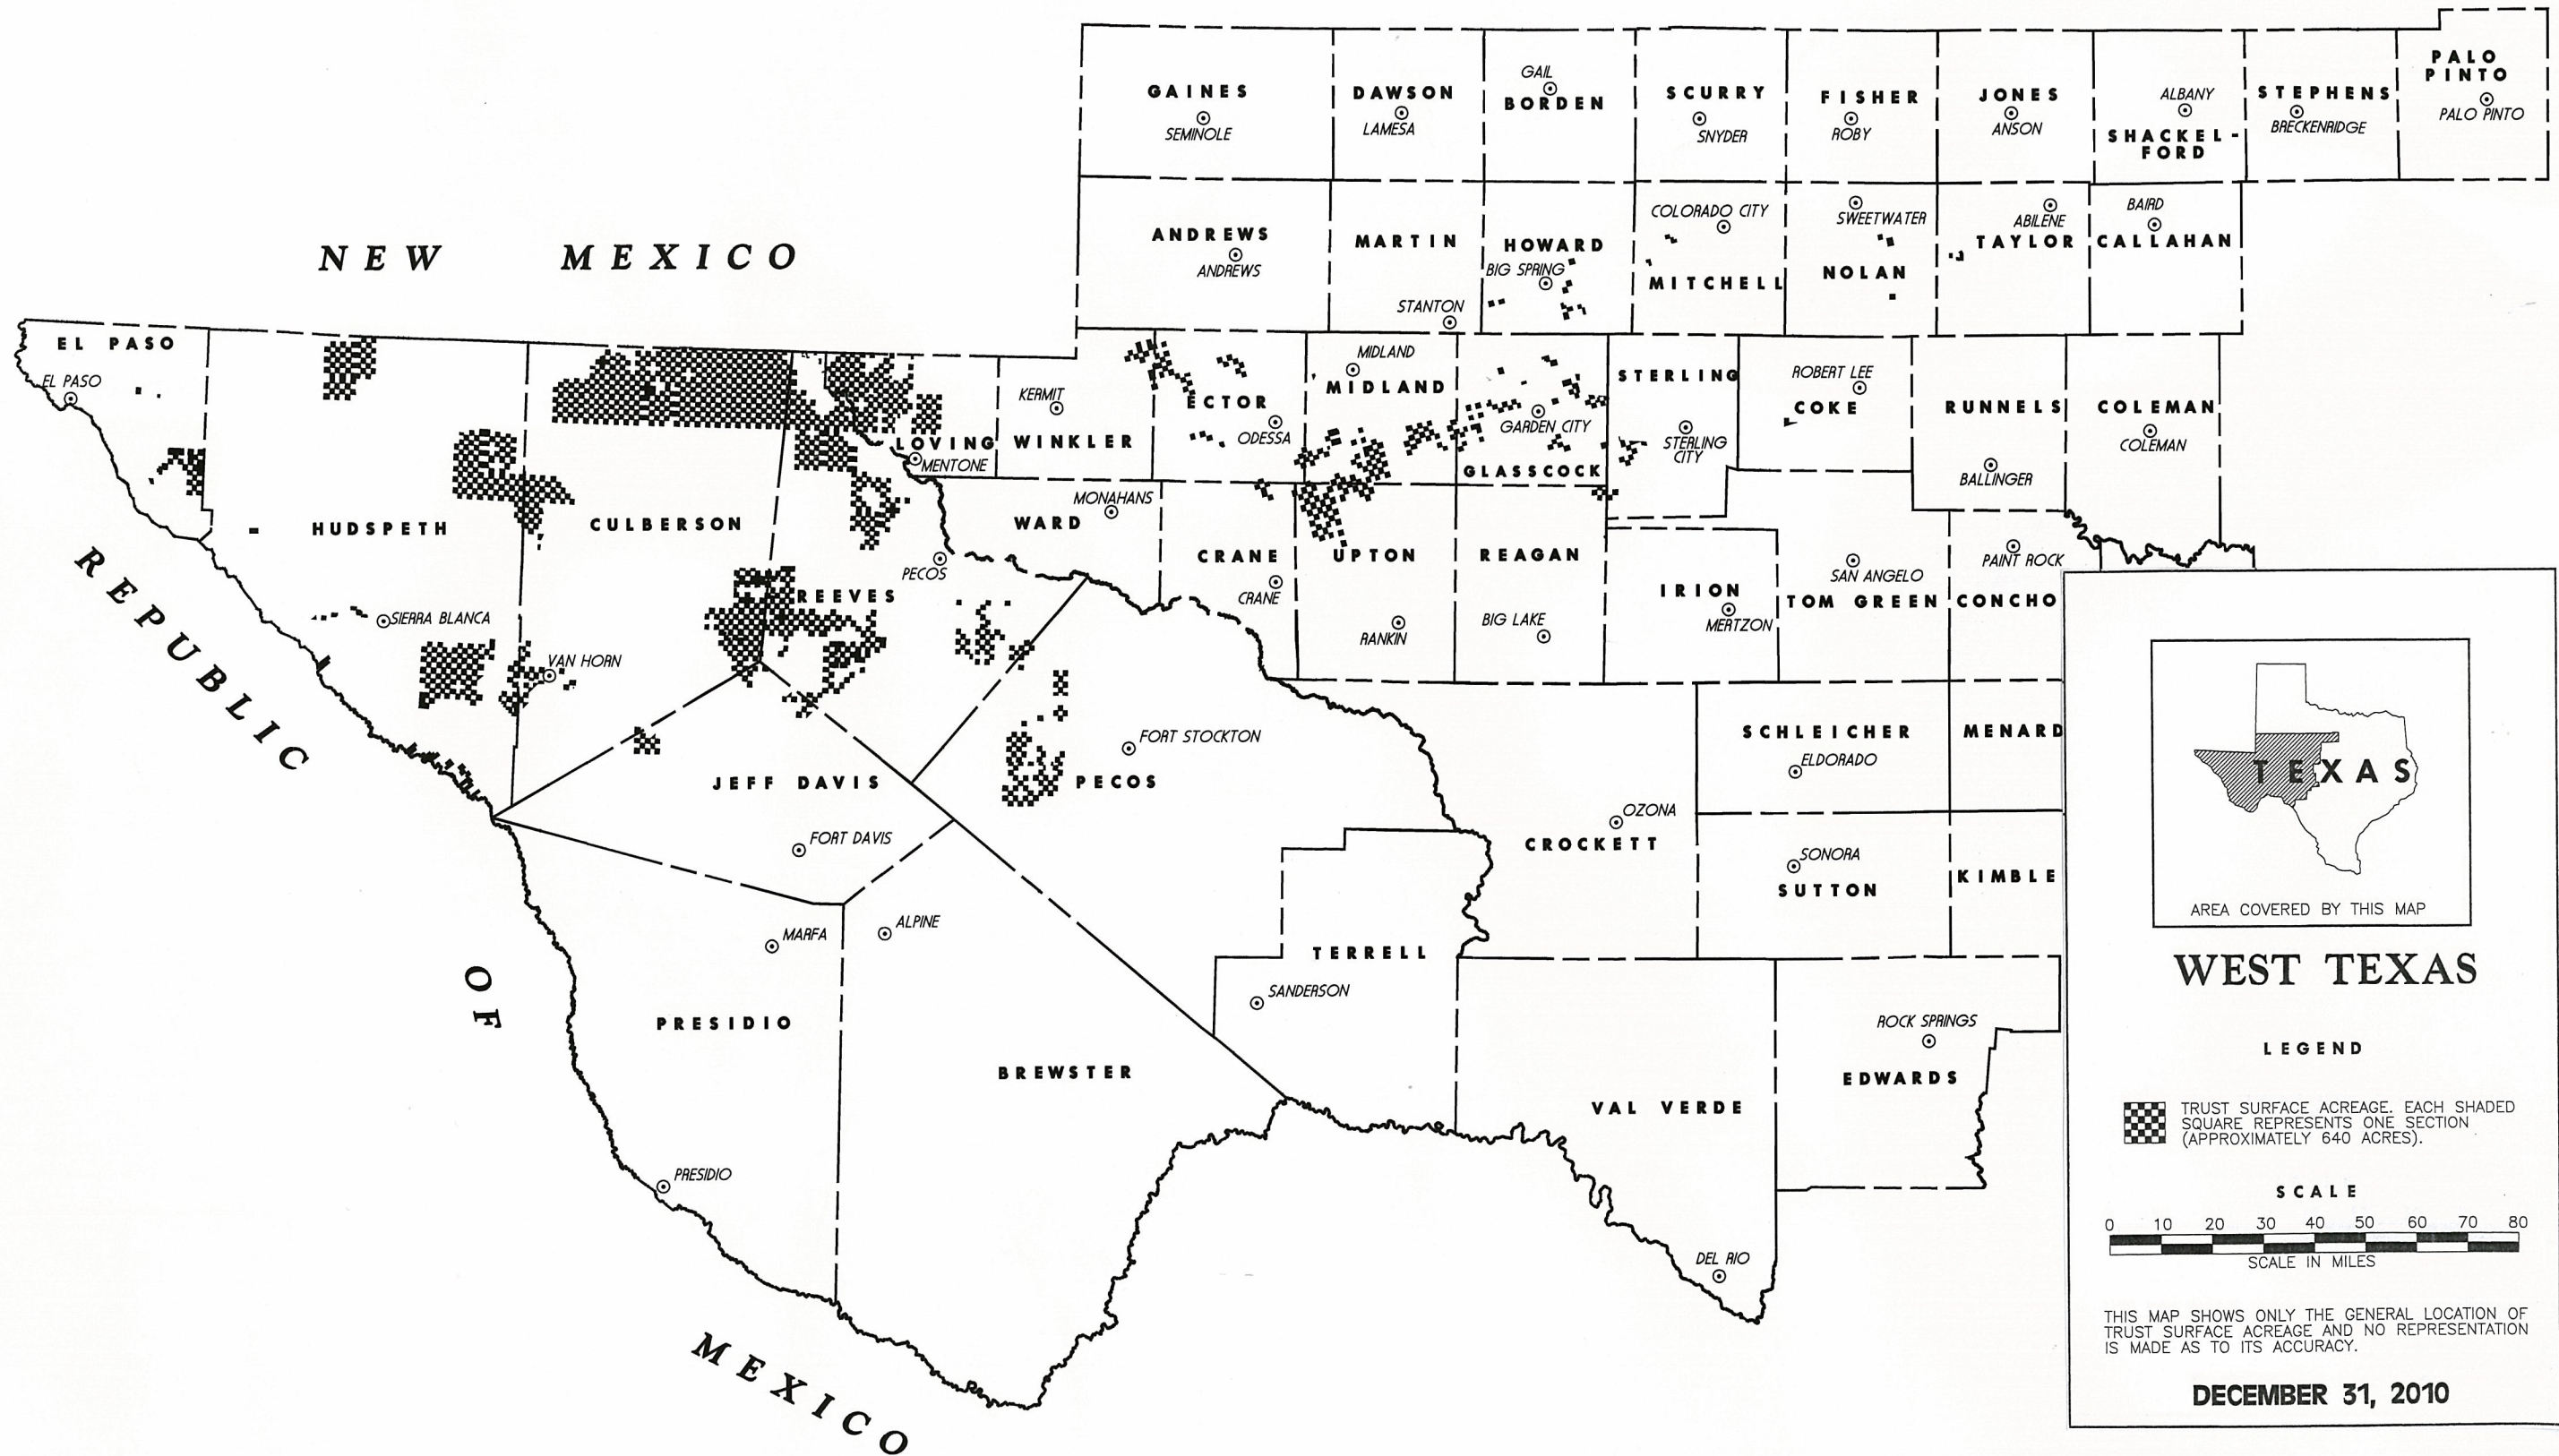 PALO
PINTO
PALO PINTO
GAINES
SEMINOLE
DAWSON
LAMESA
GAIL
BORDEN
SCURRY
SNYDER
FISHER
ROBY
JONES
ANSON
ALBANY
SHACKEL-
FORD
STEPHENS
BRECKENRIDGE
NEW MEXICO
ANDREWS
ANDREWS
MARTIN
STANTON
HOWARD
BIG SPRING
COLORADO CITY
MITCHELL
SWEETWATER
NOLAN
ABILENE
TAYLOR
BAIRD
CALLAHAN
EL PASO
EL PASO
HUDSPETH
SIERRA BLANCA
CULBERSON
VAN HORN
REEVES
PECOS
LOVING
MENTONE
KERMIT
WINKLER
ECTOR
ODESSA
MIDLAND
MIDLAND
GARDEN CITY
GLASSCOCK
STERLING
STERLING
CITY
ROBERT LEE
COKE
RUNNELS
BALLINGER
COLEMAN
COLEMAN
MONAHANS
WARD
CRANE
CRANE
UPTON
RANKIN
REAGAN
BIG LAKE
IRION
MERTZON
SAN ANGELO
TOM GREEN
PAINT ROCK
CONCHO
JEFF DAVIS
FORT DAVIS
FORT STOCKTON
PECOS
CROCKETT
OZONA
SCHLEICHER
ELDORADO
MENARD
SONORA
SUTTON
KIMBLE
MARFA
ALPINE
PRESIDIO
PRESIDIO
BREWSTER
TERRELL
SANDERSON
VAL VERDE
DEL RIO
ROCK SPRINGS
EDWARDS
REPUBLIC
OF
MEXICO
TEXAS
AREA COVERED BY THIS MAP
WEST TEXAS
LEGEND
TRUST SURFACE ACREAGE. EACH SHADED
SQUARE REPRESENTS ONE SECTION
(APPROXIMATELY 640 ACRES).
SCALE
0 10 20 30 40 50 60 70 80
SCALE IN MILES
THIS MAP SHOWS ONLY THE GENERAL LOCATION OF
TRUST SURFACE ACREAGE AND NO REPRESENTATION
IS MADE AS TO ITS ACCURACY.
DECEMBER 31, 2010